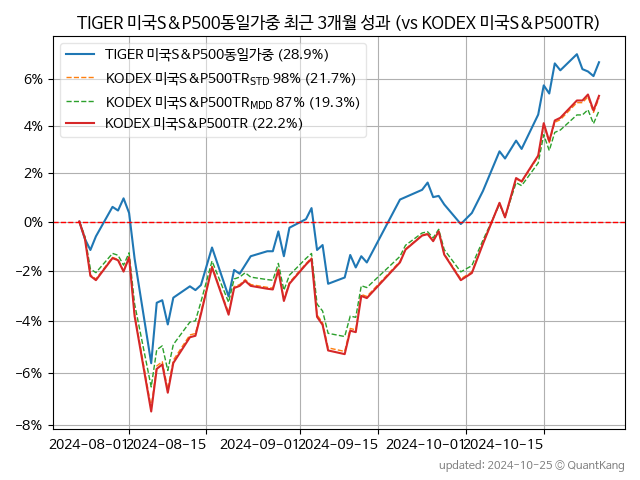 TIGER 미국S&P500동일가중 최근 3개월 성과 (vs KODEX 미국S&P500TR)
TIGER 미국S&P500동일가중 (28.9%)
KODEX 미국S&P500TR_STD 98% (21.7%)
KODEX 미국S&P500TR_MDD 87% (19.3%)
KODEX 미국S&P500TR (22.2%)
6%
4%
2%
0%
−2%
−4%
−6%
−8%
2024−08−01 2024−08−15 2024−09−01 2024−09−15 2024−10−01 2024−10−15
updated: 2024-10-25 © QuantKang